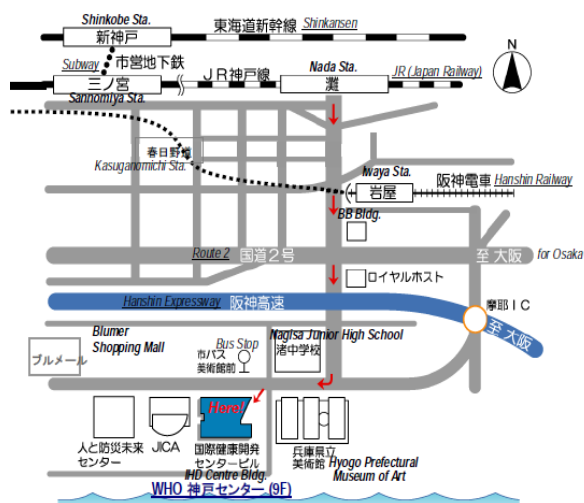 Shinkobe Sta.
新神戸
東海道新幹線 Shinkansen
N
Subway 市営地下鉄
Nada Sta.
三ノ宮
JR神戸線
灘
JR (Japan Railway)
Sannomiya Sta.
春日野道
Kasuganomichi Sta.
Iwaya Sta.
岩屋
阪神電車 Hanshin Railway
BB Bldg.
Route 2 国道2号
至 大阪 for Osaka
ロイヤルホスト
Hanshin Expressway 阪神高速
摩耶IC
至 大阪
Blumer
Shopping Mall
Bus Stop
Nagisa Junior High School
ブルメール
市バス
美術館前
渚中学校
Here!
人と防災未来
センター
JICA
国際健康開発
センタービル
IHD Centre Bldg.
兵庫県立
美術館
Hyogo Prefectural
Museum of Art
WHO 神戸センター (9F)